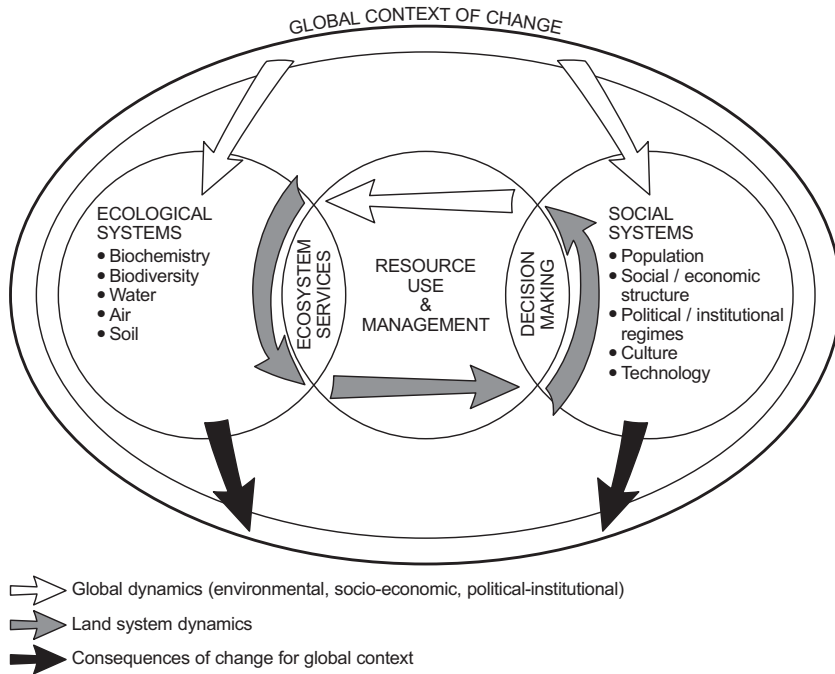 GLOBAL CONTEXT OF CHANGE
ECOLOGICAL
SYSTEMS
• Biochemistry
• Biodiversity
• Water
• Air
• Soil
ECOSYSTEM
SERVICES
RESOURCE
USE
&
MANAGEMENT
DECISION
MAKING
SOCIAL
SYSTEMS
• Population
• Social / economic
structure
• Political / institutional
regimes
• Culture
• Technology
Global dynamics (environmental, socio-economic, political-institutional)
Land system dynamics
Consequences of change for global context